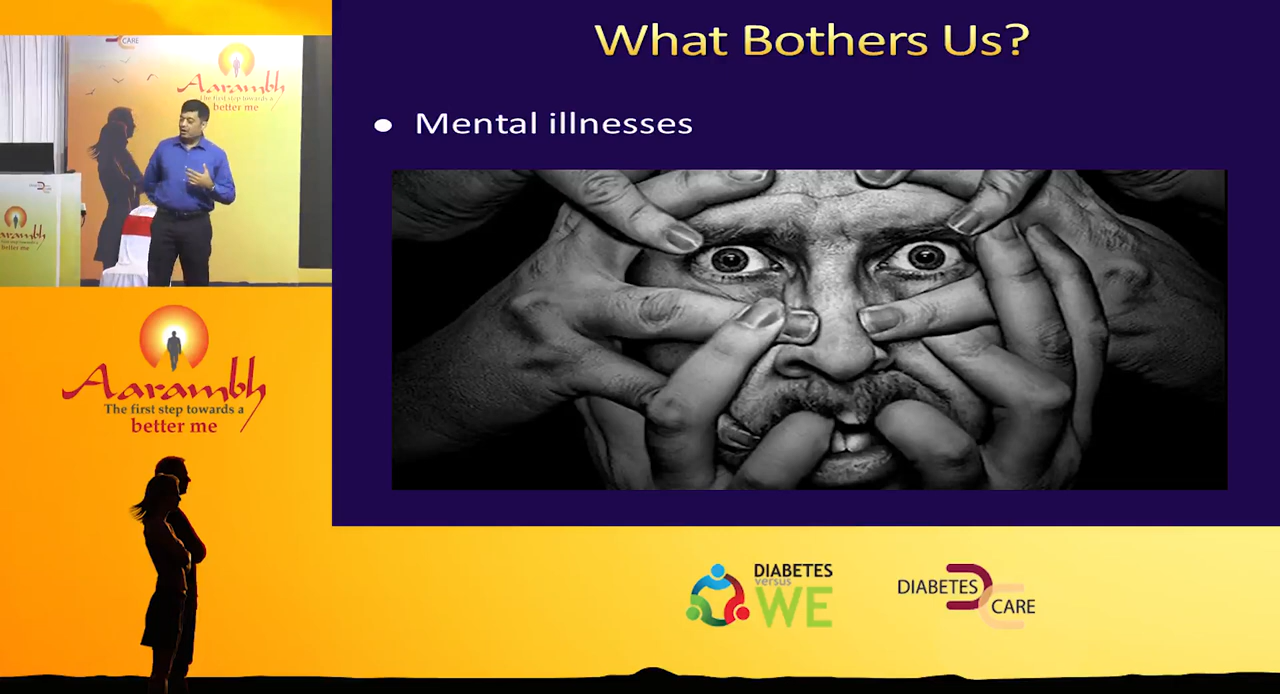 What Bothers Us?
Mental illnesses
CARE
Aarambh
The first step towards a
better me
Aarambh
The first step towards a
better me
DIABETES
versus
WE
DIABETES
CARE